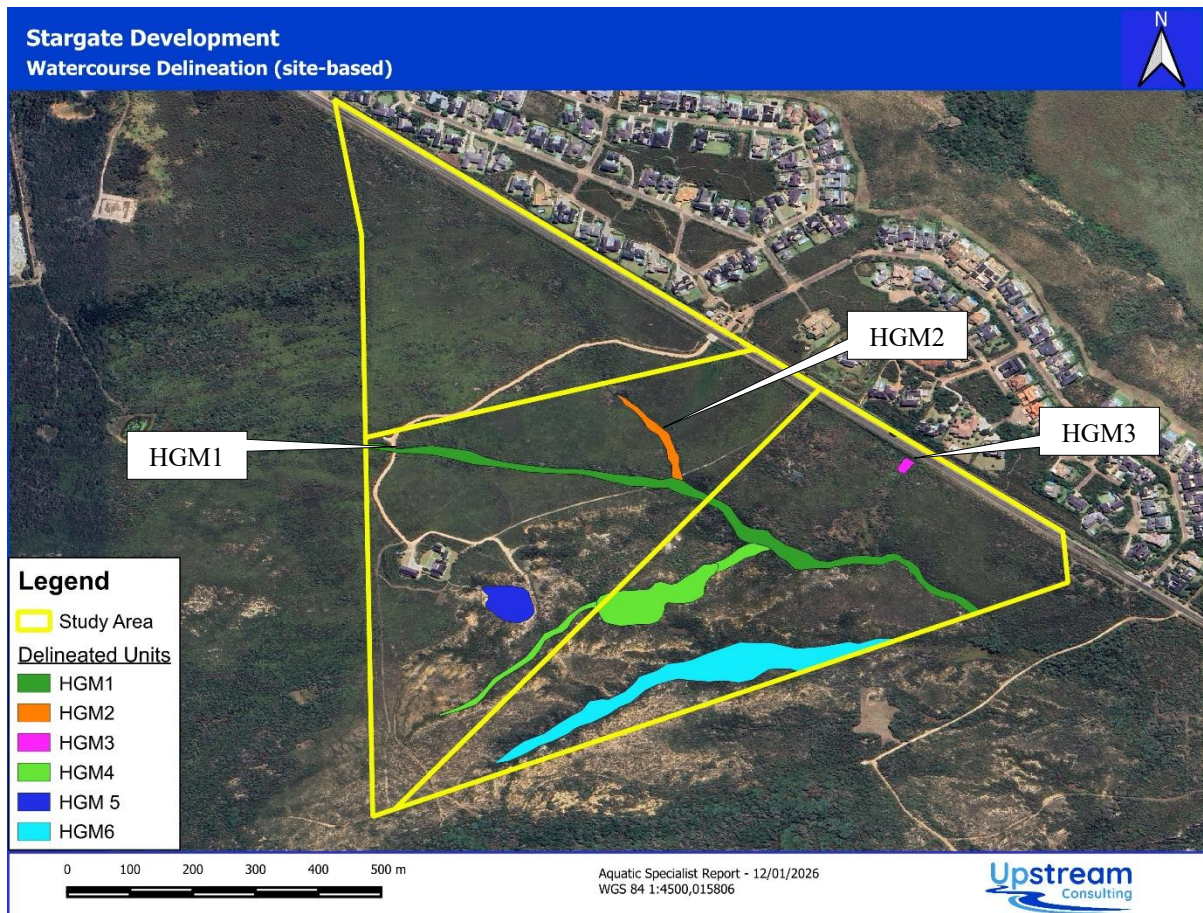 Stargate Development
Watercourse Delineation (site-based)
N
HGM2
HGM3
HGM1
Legend
Study Area
Delineated Units
HGM1
HGM2
HGM3
HGM4
HGM 5
HGM6
0 100 200 300 400 500 m
Aquatic Specialist Report - 12/01/2026
WGS 84 1:4500,015806
Upstream
Consulting